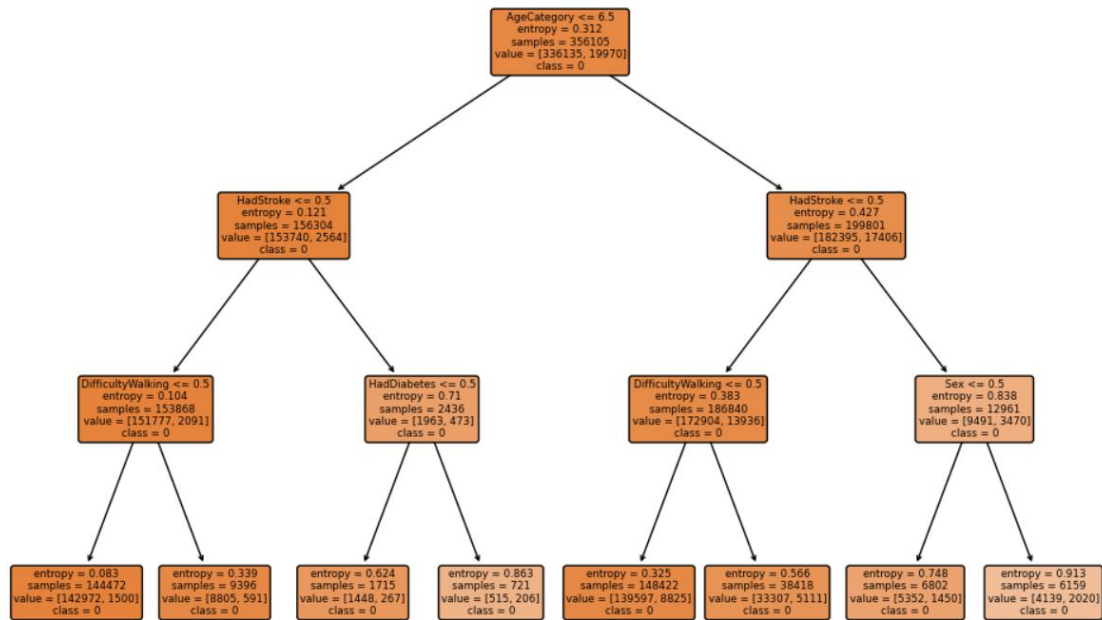 AgeCategory <= 6.5
entropy = 0.312
samples = 356105
value = [336135, 19970]
class = 0
HadStroke <= 0.5
entropy = 0.121
samples = 156304
value = [153740, 2564]
class = 0
HadStroke <= 0.5
entropy = 0.427
samples = 199801
value = [182395, 17406]
class = 0
DifficultyWalking <= 0.5
entropy = 0.104
samples = 153868
value = [151777, 2091]
class = 0
HadDiabetes <= 0.5
entropy = 0.71
samples = 2436
value = [1963, 473]
class = 0
DifficultyWalking <= 0.5
entropy = 0.383
samples = 186840
value = [172904, 13936]
class = 0
Sex <= 0.5
entropy = 0.838
samples = 12961
value = [9491, 3470]
class = 0
entropy = 0.083
samples = 144472
value = [142972, 1500]
class = 0
entropy = 0.339
samples = 9396
value = [8805, 591]
class = 0
entropy = 0.624
samples = 1715
value = [1448, 267]
class = 0
entropy = 0.863
samples = 721
value = [515, 206]
class = 0
entropy = 0.325
samples = 148422
value = [139597, 8825]
class = 0
entropy = 0.566
samples = 38418
value = [33307, 5111]
class = 0
entropy = 0.748
samples = 6802
value = [5352, 1450]
class = 0
entropy = 0.913
samples = 6159
value = [4139, 2020]
class = 0